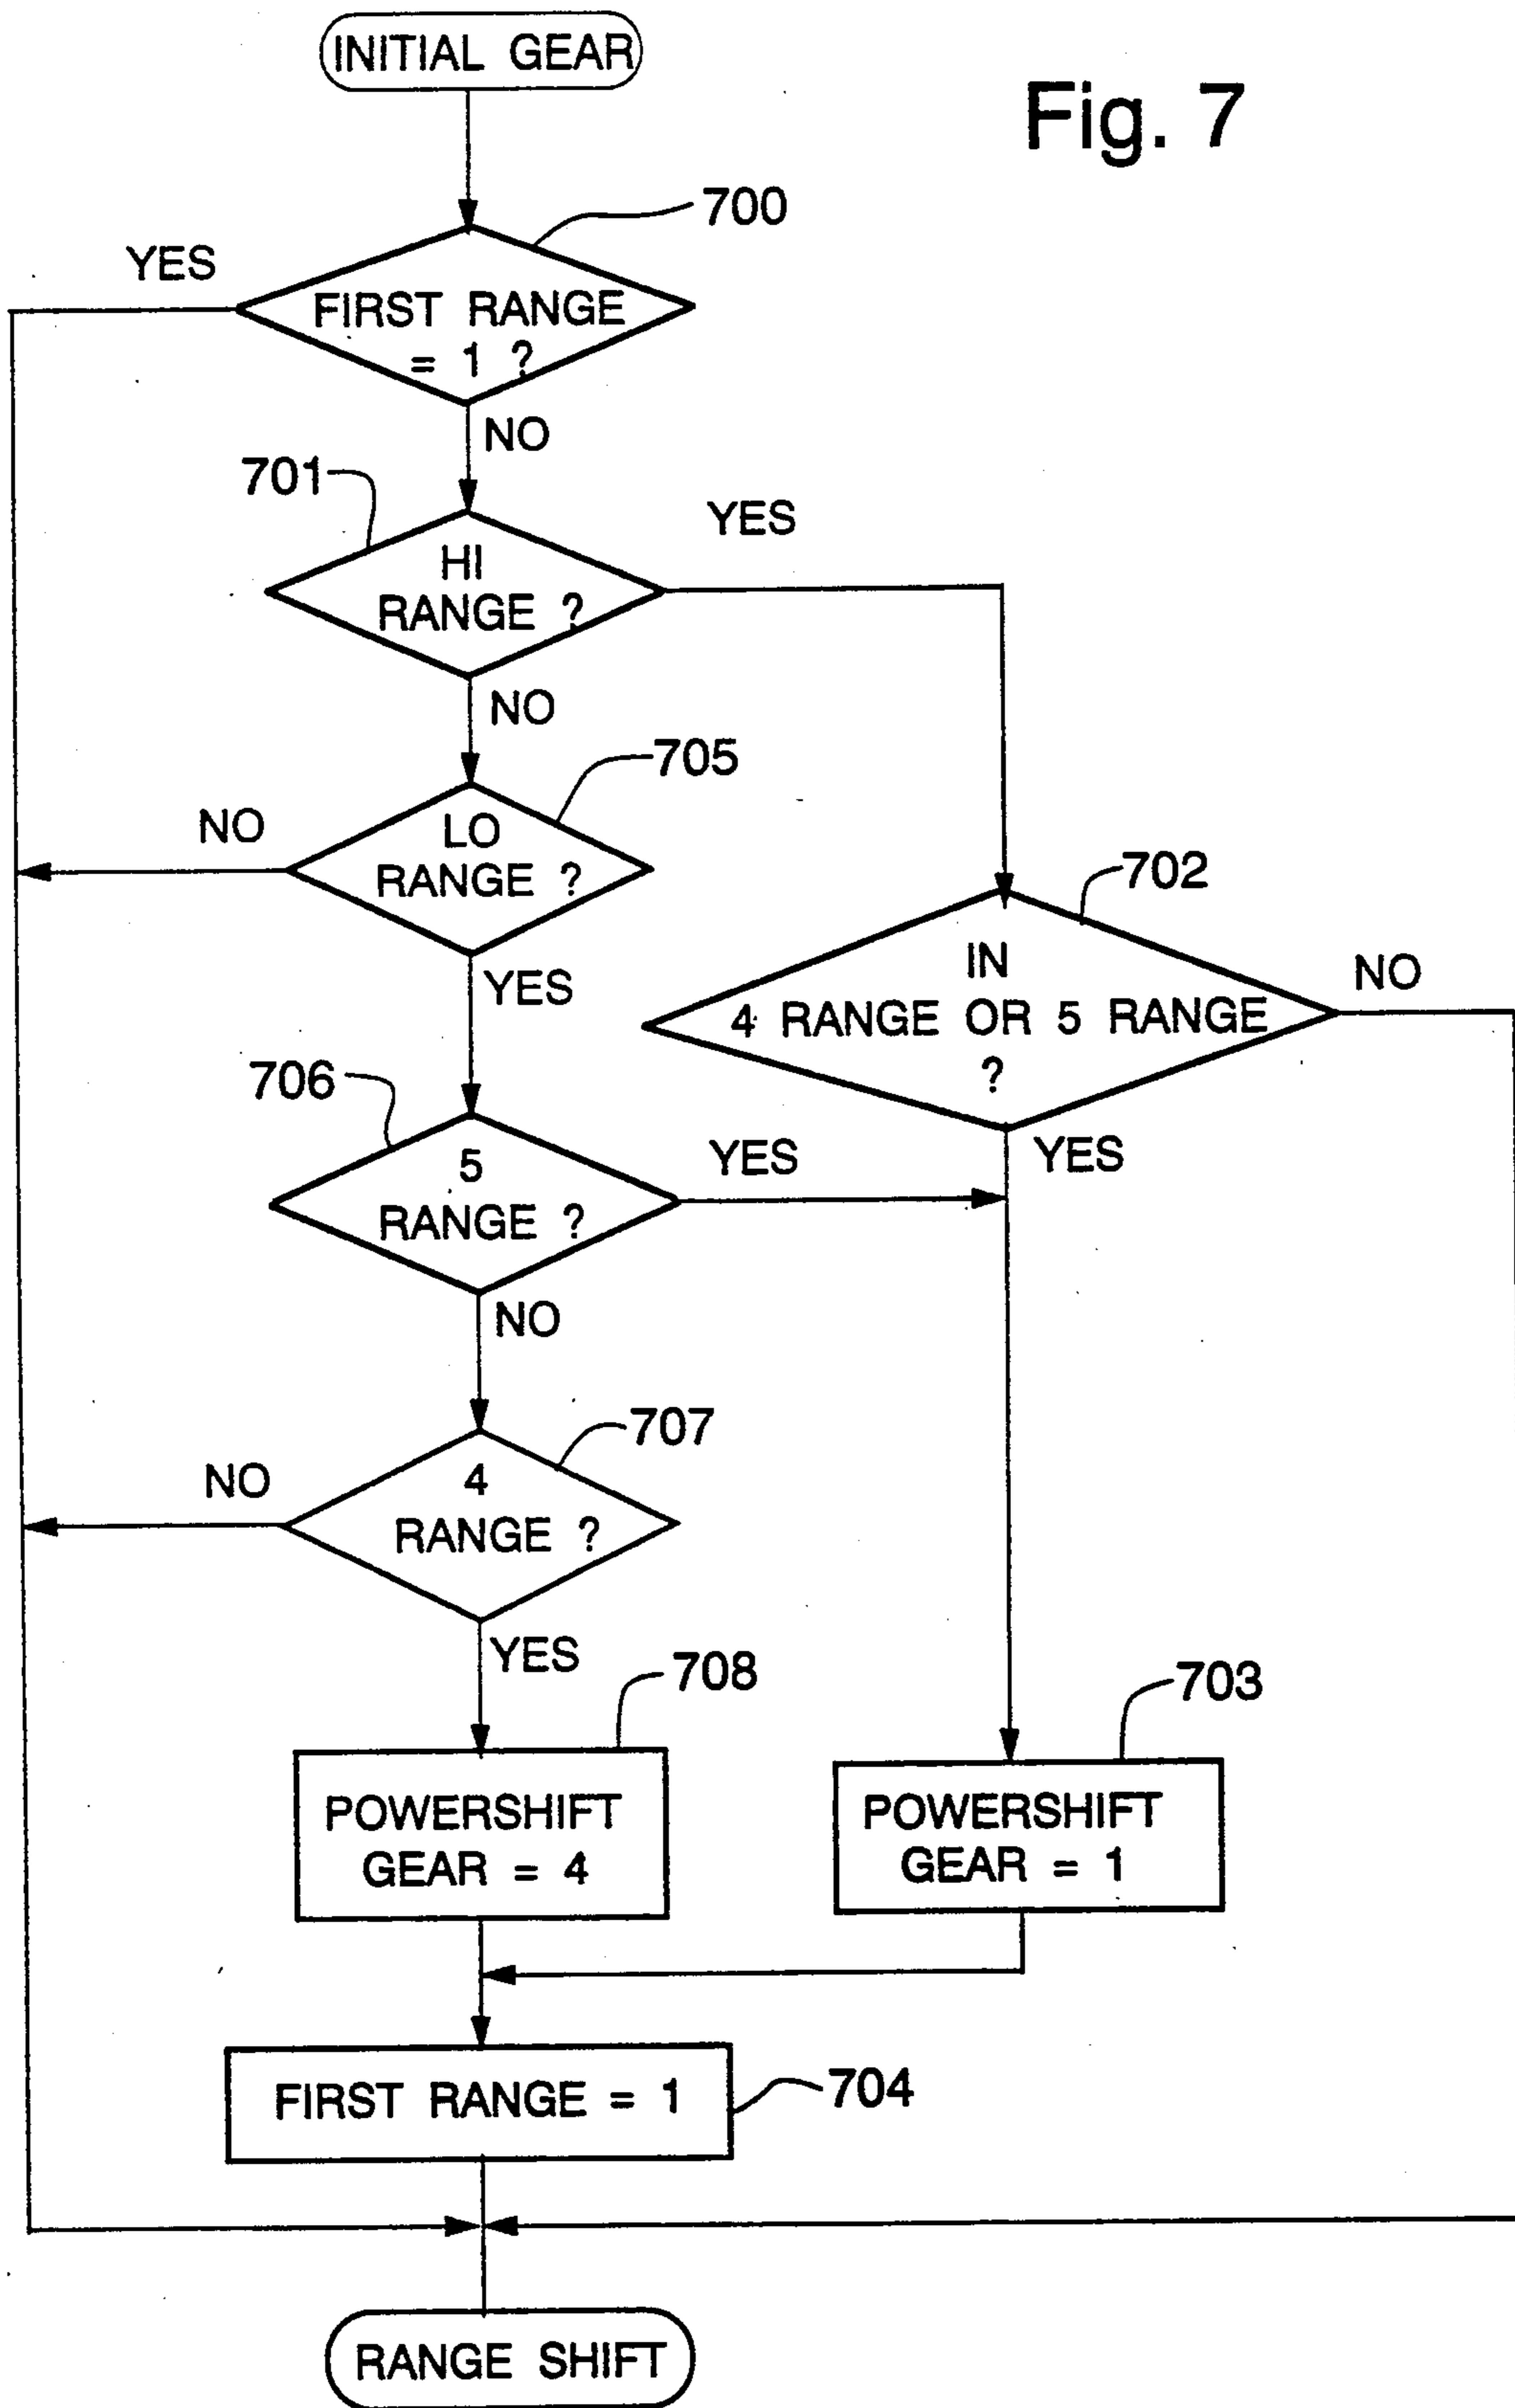 INITIAL GEAR
Fig. 7
700
YES
FIRST RANGE
= 1 ?
NO
701
YES
HI
RANGE ?
NO
705
NO
LO
RANGE ?
702
YES
IN
4 RANGE OR 5 RANGE
?
NO
706
YES
YES
5
RANGE ?
NO
707
NO
4
RANGE ?
YES
708
703
POWERSHIFT
GEAR = 4
POWERSHIFT
GEAR = 1
FIRST RANGE = 1
704
RANGE SHIFT